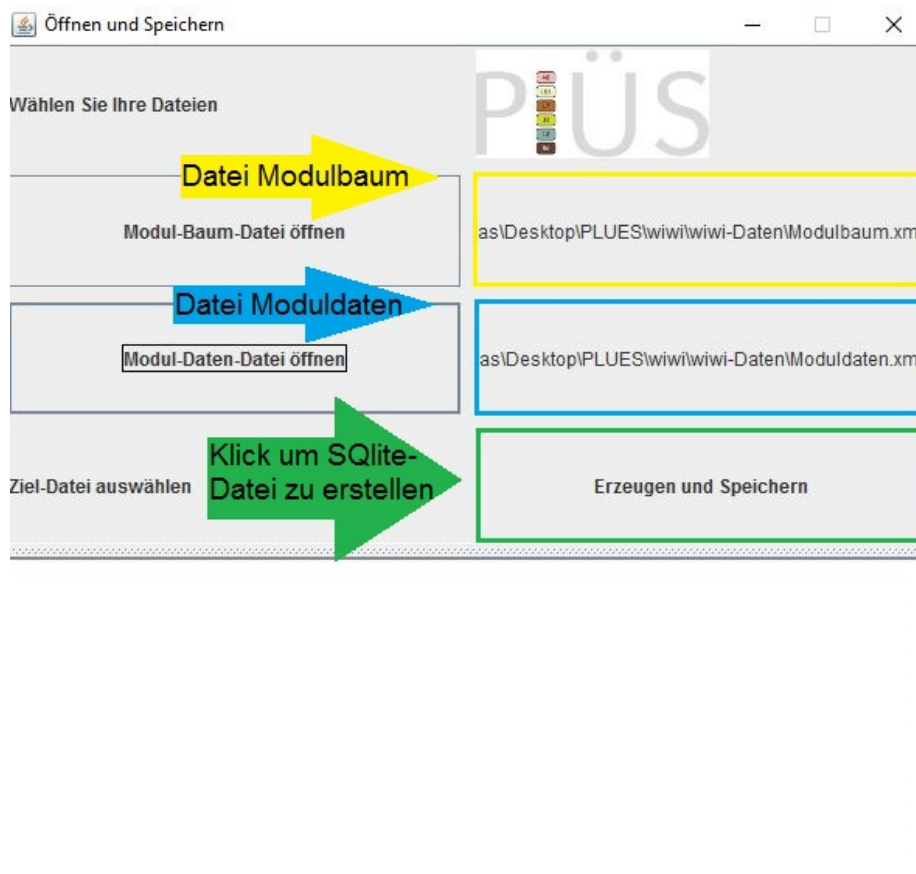 Öffnen und Speichern
Wählen Sie Ihre Dateien
PlÜS
Datei Modulbaum
Modul-Baum-Datei öffnen
as\Desktop\PLUES\wiwi\wiwi-Daten\Modulbaum.xm
Datei Moduldaten
Modul-Daten-Datei öffnen
as\Desktop\PLUES\wiwi\wiwi-Daten\Moduldaten.xm
Klick um SQlite-
Datei zu erstellen
Ziel-Datei auswählen
Erzeugen und Speichern